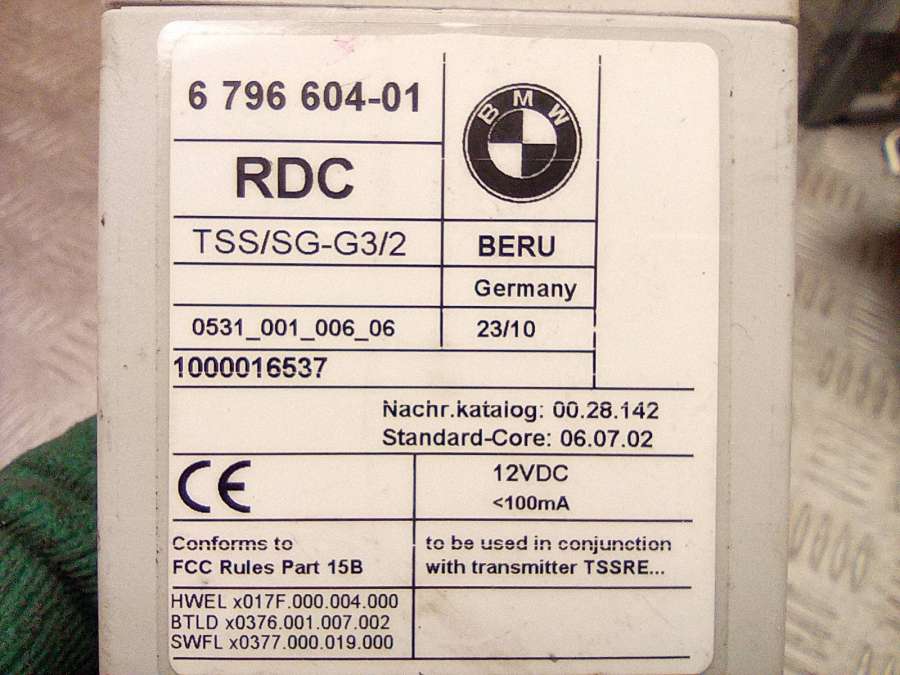 6 796 604-01
BMW
RDC
TSS/SG-G3/2
BERU
Germany
0531_001_006_06
23/10
1000016537
Nachr.katalog: 00.28.142
Standard-Core: 06.07.02
CE
12VDC
<100mA
Conforms to
FCC Rules Part 15B
to be used in conjunction
with transmitter TSSRE...
HWEL x017F.000.004.000
BTLD x0376.001.007.002
SWFL x0377.000.019.000